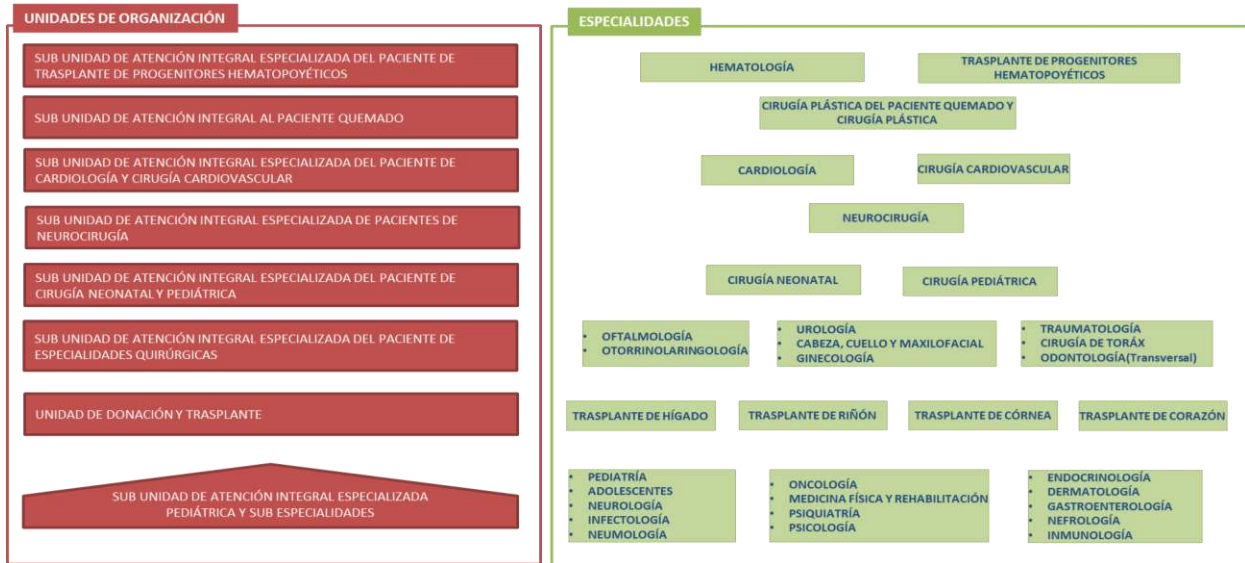 UNIDADES DE ORGANIZACIÓN
SUB UNIDAD DE ATENCIÓN INTEGRAL ESPECIALIZADA DEL PACIENTE DE
TRASPLANTE DE PROGENITORES HEMATOPOYÉTICOS
SUB UNIDAD DE ATENCIÓN INTEGRAL AL PACIENTE QUEMADO
SUB UNIDAD DE ATENCIÓN INTEGRAL ESPECIALIZADA DEL PACIENTE DE
CARDIOLOGÍA Y CIRUGÍA CARDIOVASCULAR
SUB UNIDAD DE ATENCIÓN INTEGRAL ESPECIALIZADA DE PACIENTES DE
NEUROCIRUGÍA
SUB UNIDAD DE ATENCIÓN INTEGRAL ESPECIALIZADA DEL PACIENTE DE
CIRUGÍA NEONATAL Y PEDIÁTRICA
SUB UNIDAD DE ATENCIÓN INTEGRAL ESPECIALIZADA DEL PACIENTE DE
ESPECIALIDADES QUIRÚRGICAS
UNIDAD DE DONACIÓN Y TRASPLANTE
SUB UNIDAD DE ATENCIÓN INTEGRAL ESPECIALIZADA
PEDIÁTRICA Y SUB ESPECIALIDADES
ESPECIALIDADES
HEMATOLOGÍA
TRASPLANTE DE PROGENITORES
HEMATOPOYÉTICOS
CIRUGÍA PLÁSTICA DEL PACIENTE QUEMADO Y
CIRUGÍA PLÁSTICA
CARDIOLOGÍA
CIRUGÍA CARDIOVASCULAR
NEUROCIRUGÍA
CIRUGÍA NEONATAL
CIRUGÍA PEDIÁTRICA
• OFTALMOLOGÍA
• OTORRINOLARINGOLOGÍA
• UROLOGÍA
• CABEZA, CUELLO Y MAXILOFACIAL
• GINECOLOGÍA
• TRAUMATOLOGÍA
• CIRUGÍA DE TORÁX
• ODONTOLOGÍA(Transversal)
TRASPLANTE DE HÍGADO
TRASPLANTE DE RIÑÓN
TRASPLANTE DE CÓRNEA
TRASPLANTE DE CORAZÓN
• PEDIATRÍA
• ADOLESCENTES
• NEUROLOGÍA
• INFECTOLOGÍA
• NEUMOLOGÍA
• ONCOLOGÍA
• MEDICINA FÍSICA Y REHABILITACIÓN
• PSIQUIATRÍA
• PSICOLOGÍA
• ENDOCRINOLOGÍA
• DERMATOLOGÍA
• GASTROENTEROLOGÍA
• NEFROLOGÍA
• INMUNOLOGÍA